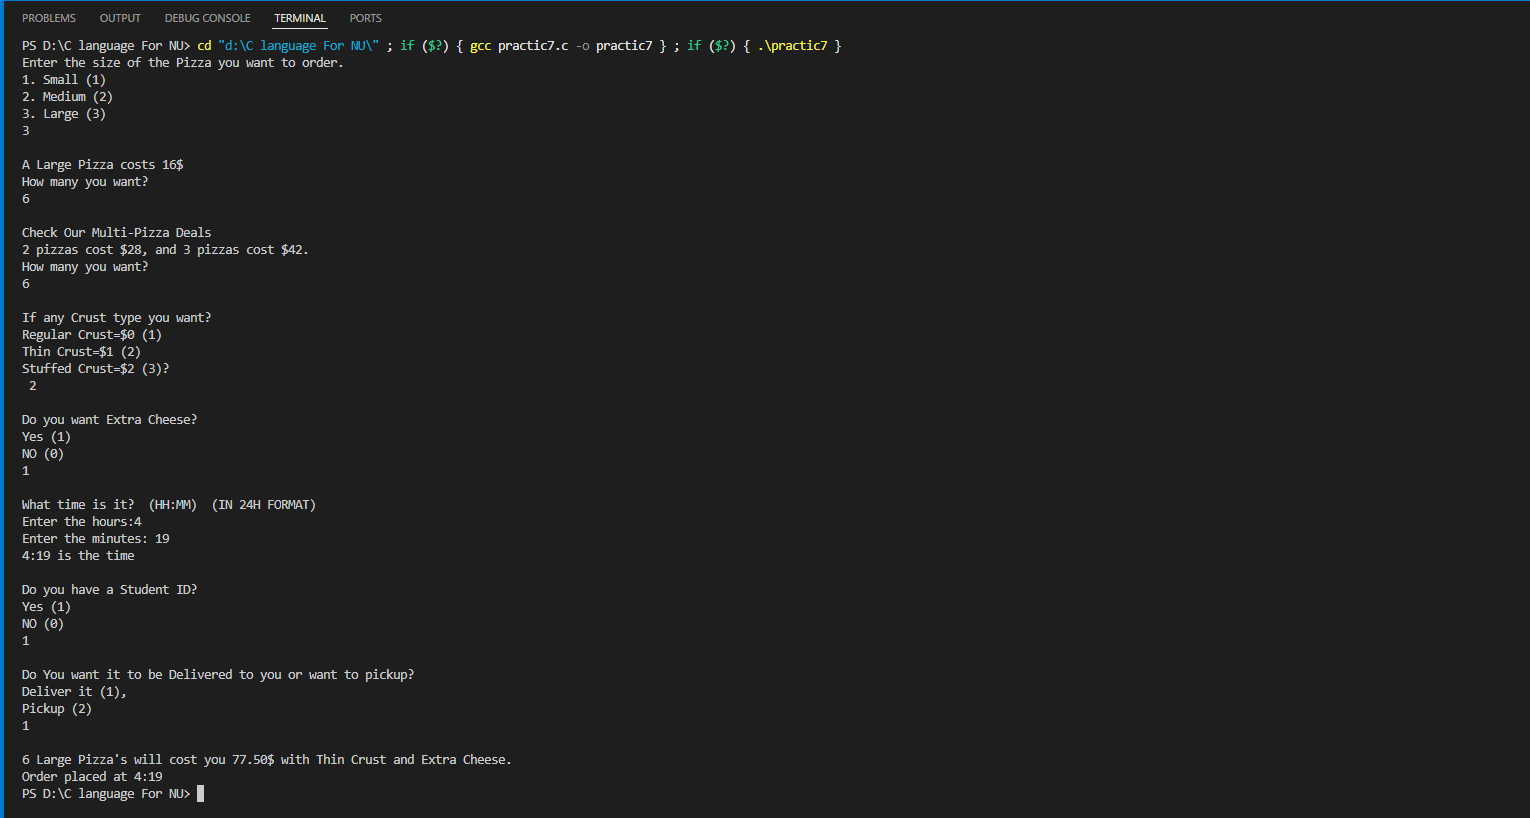 PROBLEMS OUTPUT DEBUG CONSOLE TERMINAL PORTS
PS D:\C language For NU> cd "d:\C language For NU\" ; if ($?) { gcc practic7.c -o practic7 } ; if ($?) { .\practic7 }
Enter the size of the Pizza you want to order.
1. Small (1)
2. Medium (2)
3. Large (3)
3
A Large Pizza costs 16$
How many you want?
6
Check Our Multi-Pizza Deals
2 pizzas cost $28, and 3 pizzas cost $42.
How many you want?
6
If any Crust type you want?
Regular Crust=$0 (1)
Thin Crust=$1 (2)
Stuffed Crust=$2 (3)?
2
Do you want Extra Cheese?
Yes (1)
NO (0)
1
What time is it?  (HH:MM)  (IN 24H FORMAT)
Enter the hours:4
Enter the minutes: 19
4:19 is the time
Do you have a Student ID?
Yes (1)
NO (0)
1
Do You want it to be Delivered to you or want to pickup?
Deliver it (1),
Pickup (2)
1
6 Large Pizza's will cost you 77.50$ with Thin Crust and Extra Cheese.
Order placed at 4:19
PS D:\C language For NU>